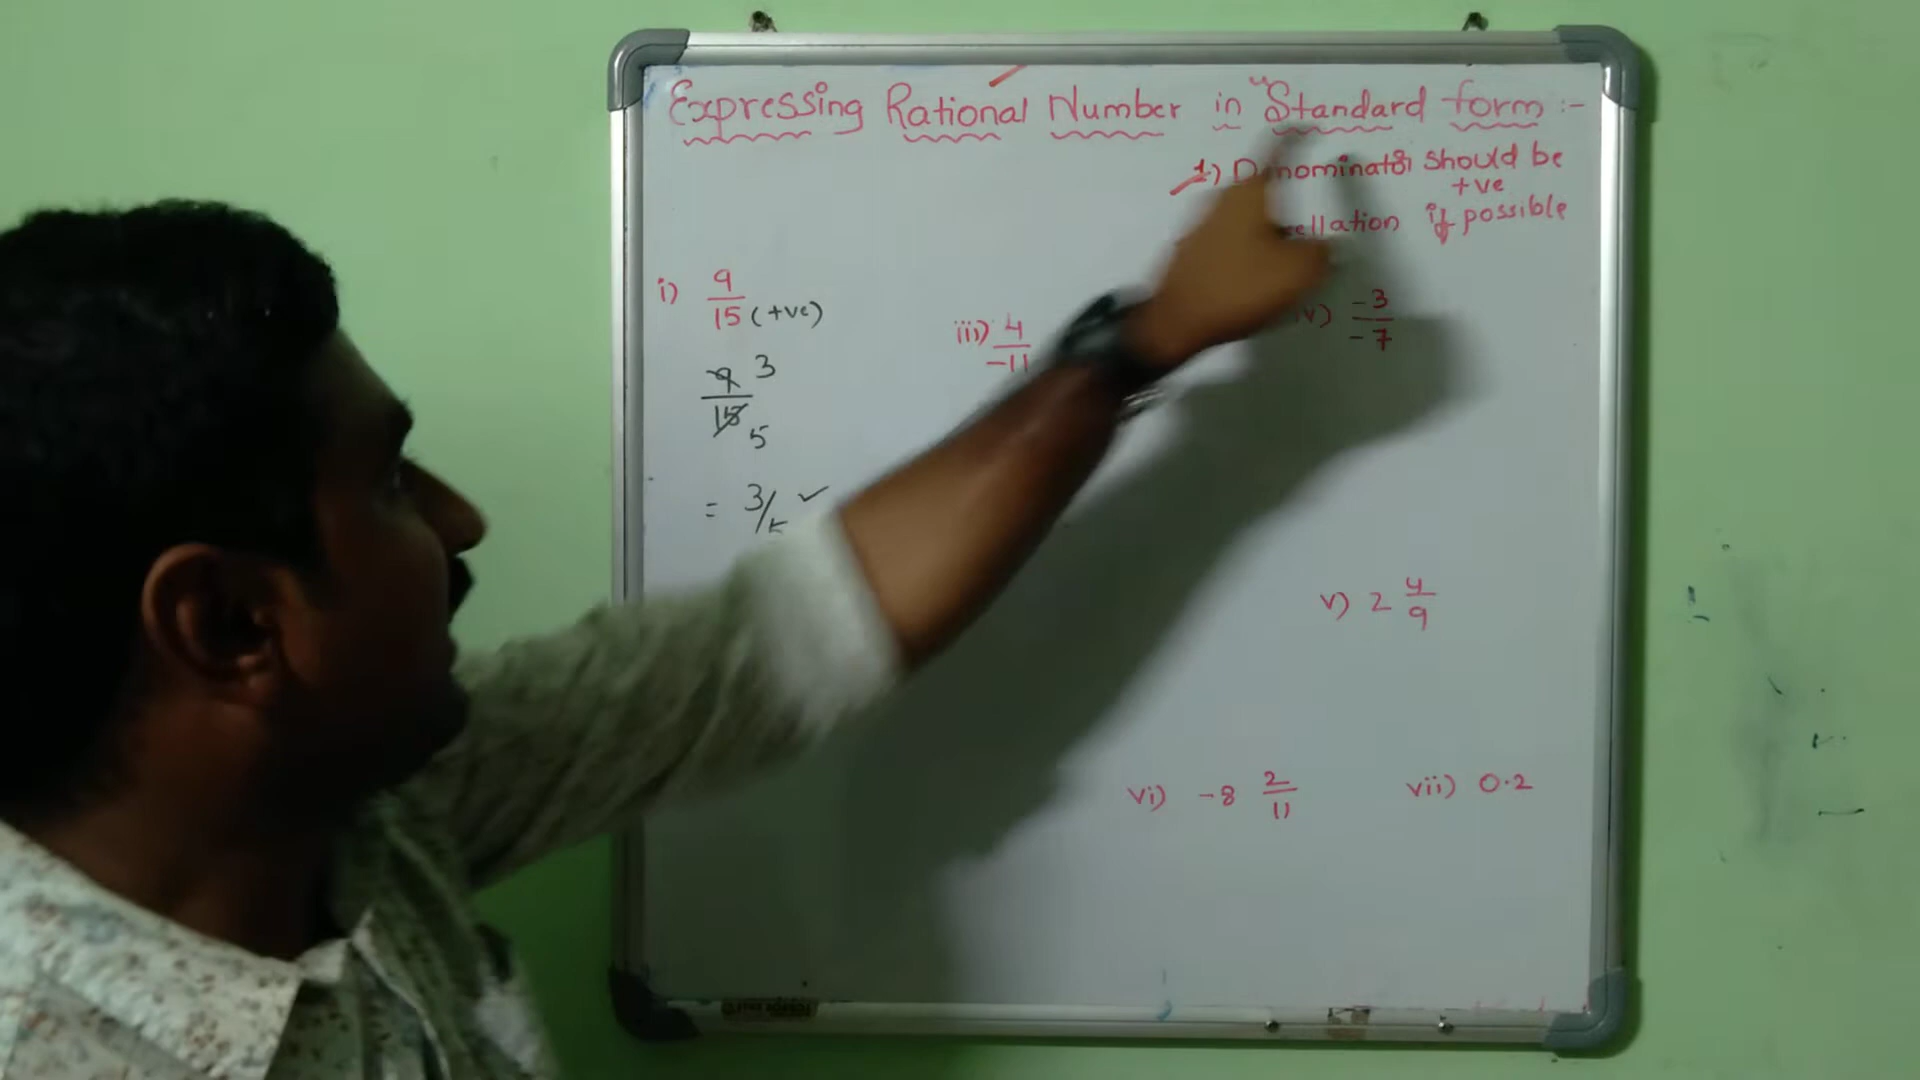 Expressing Rational Number in "Standard form :-
1) Denominator should be
+ve
cellation if possible
i) 9/15 (+ve)
9/15 3 5
= 3/5 ✓
iii) 4/-11
iv) -3/-7
v) 2 4/9
vi) -8 2/11
vii) 0.2